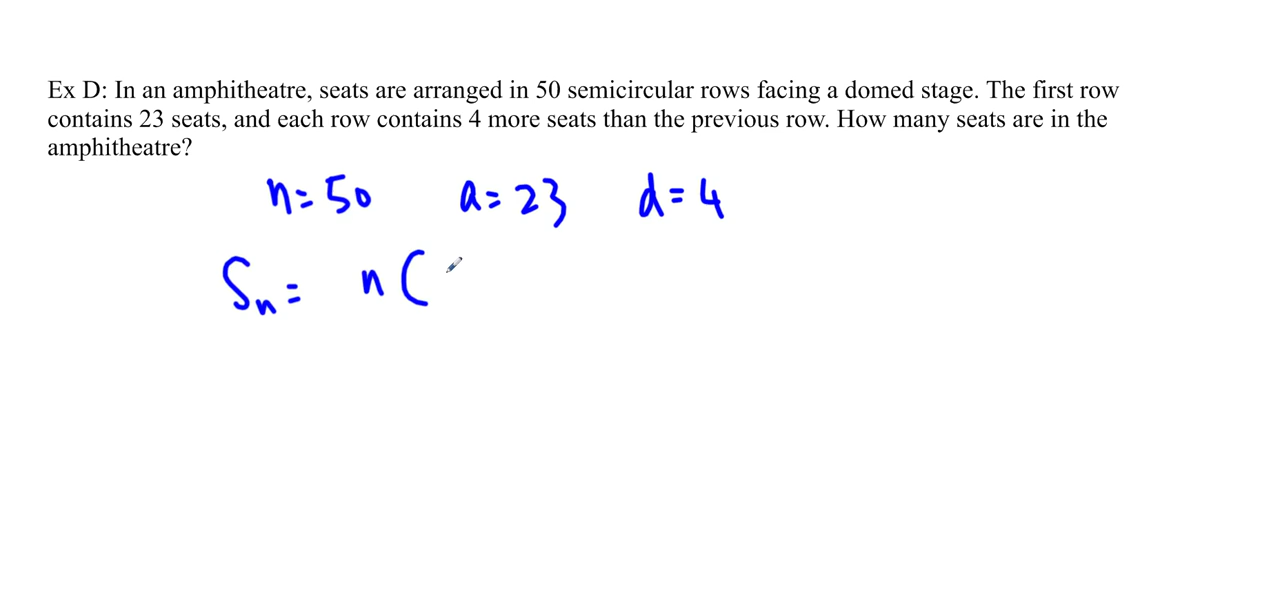 Ex D: In an amphitheatre, seats are arranged in 50 semicircular rows facing a domed stage. The first row
contains 23 seats, and each row contains 4 more seats than the previous row. How many seats are in the
amphitheatre?
n=50 a=23 d=4
Sn= n (